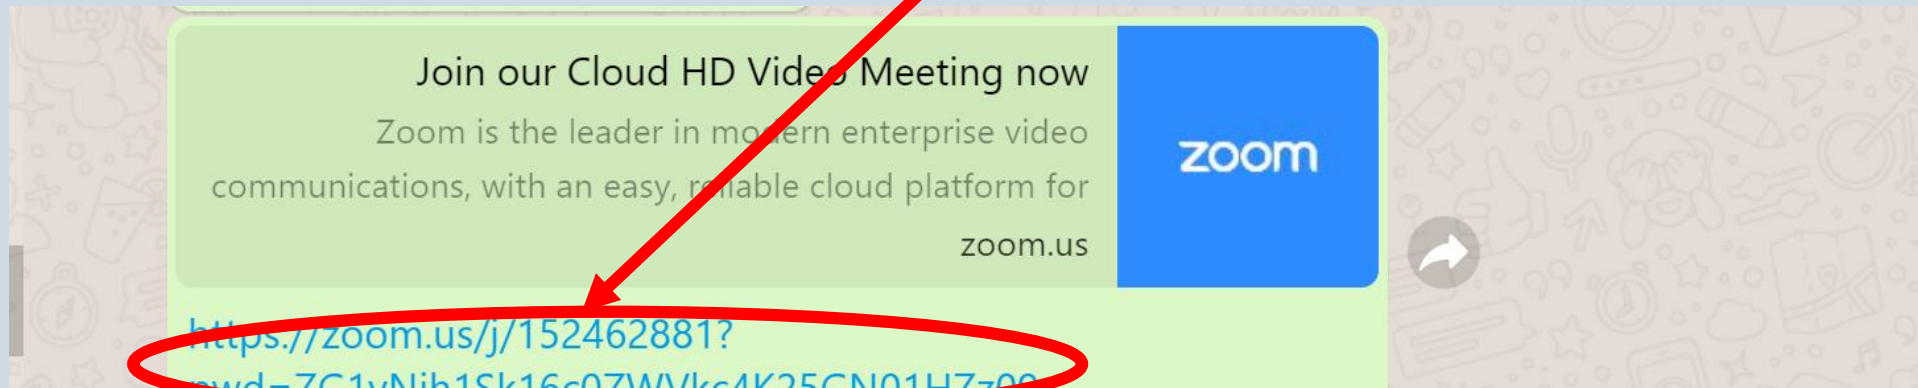 Join our Cloud HD Video Meeting now
Zoom is the leader in modern enterprise video
communications, with an easy, reliable cloud platform for
zoom.us
zoom
https://zoom.us/j/152462881?